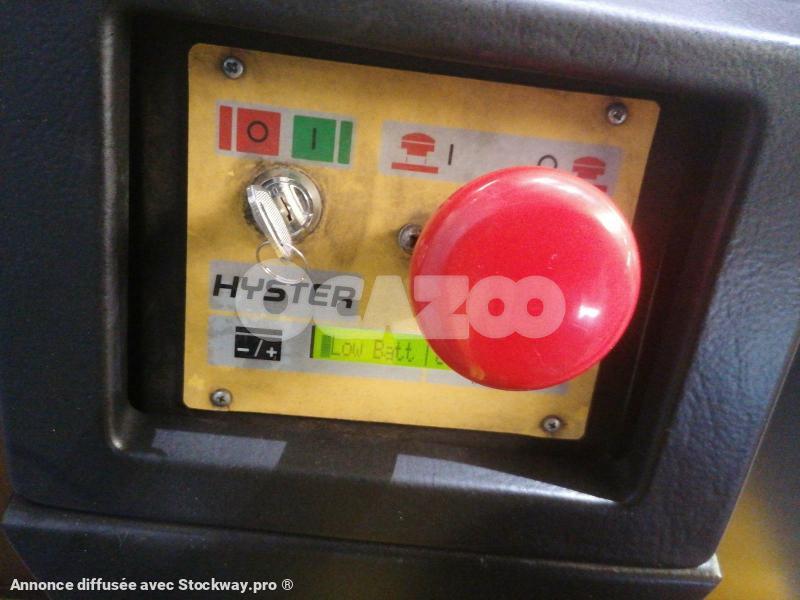 O I
I O
HYSTER
OCAZOO
- / +
Low Batt
Annonce diffusée avec Stockway.pro ®